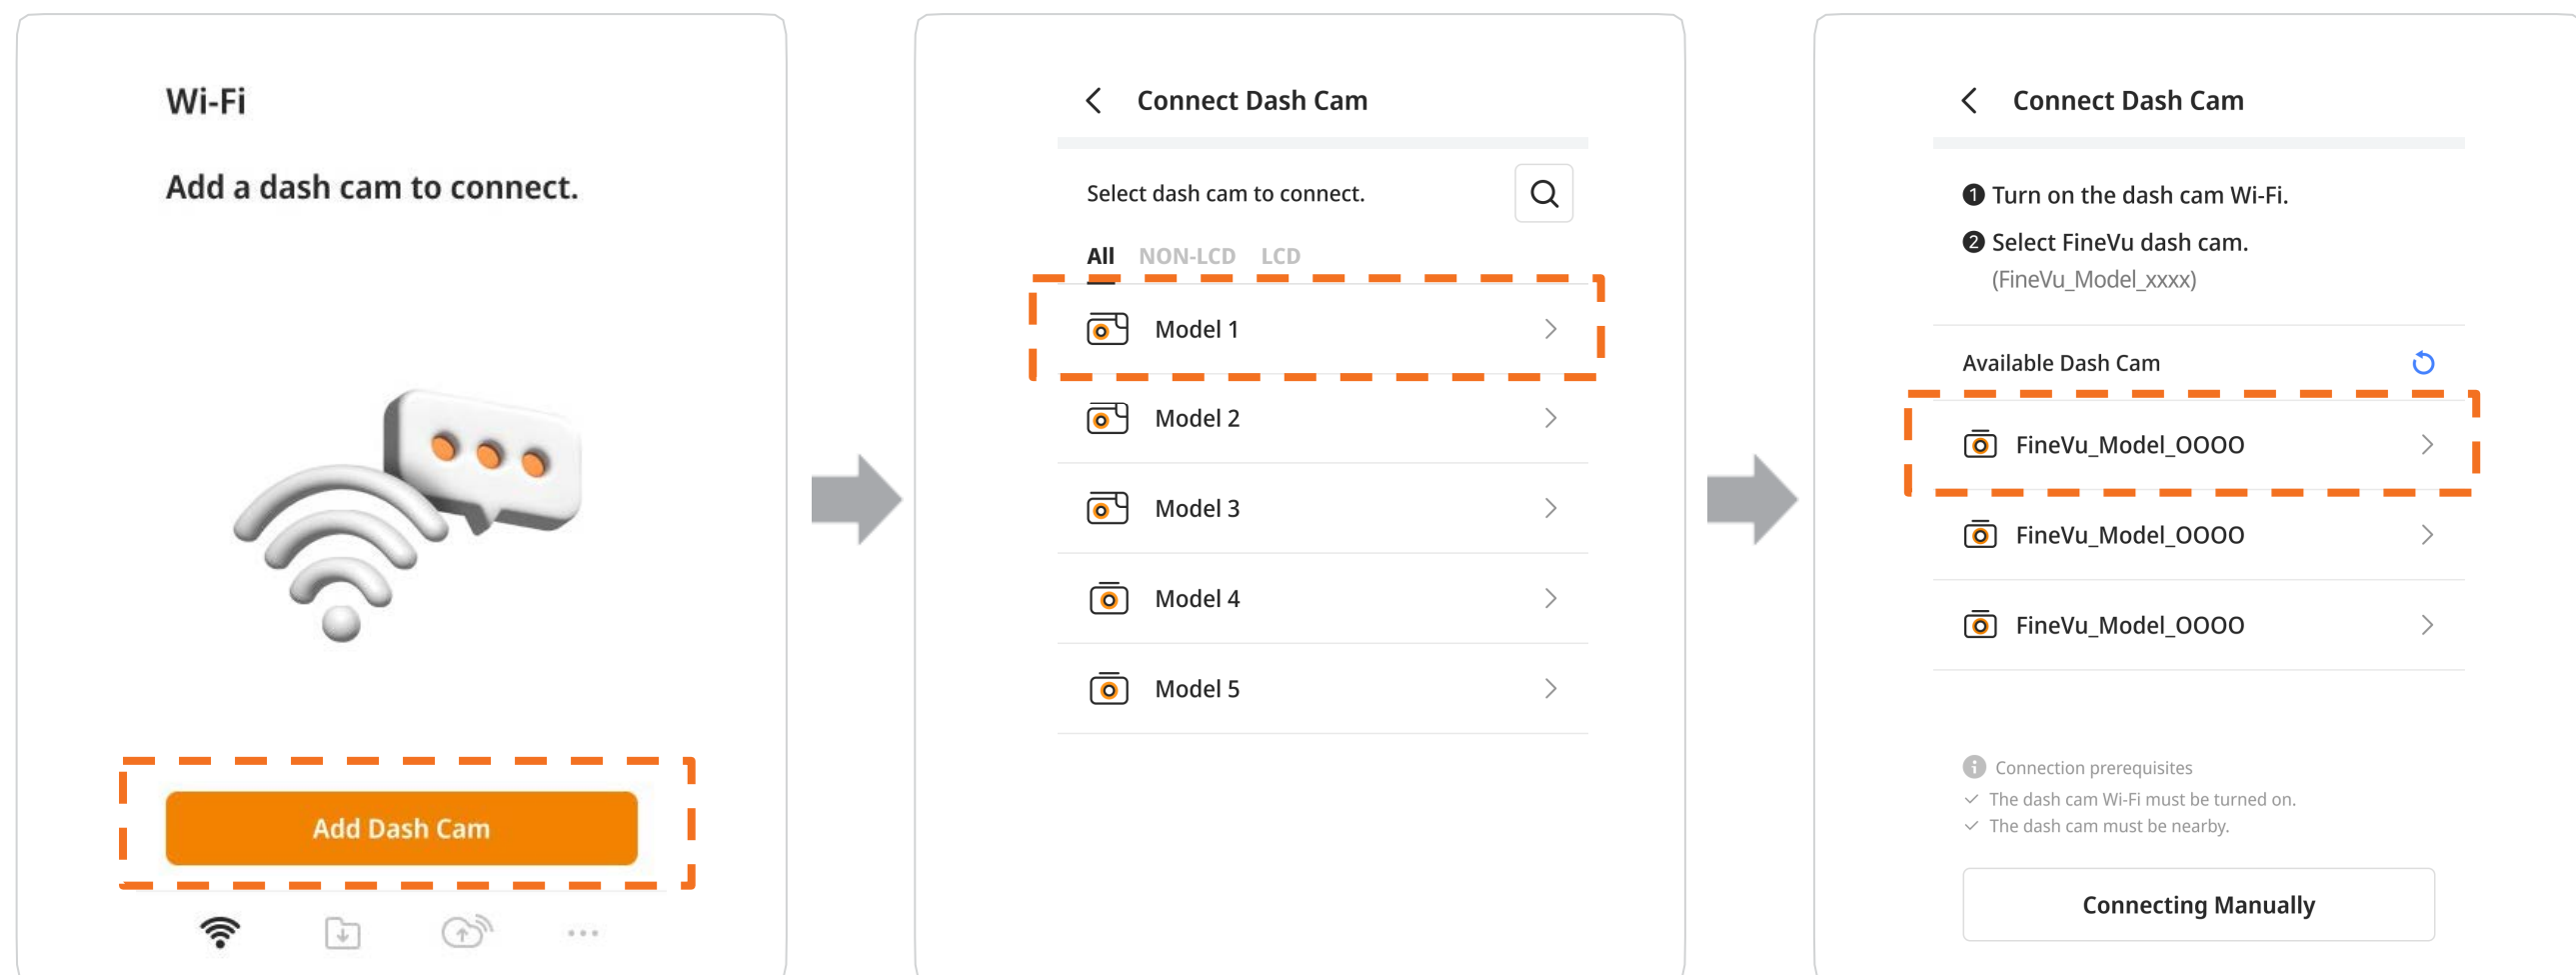 Wi-Fi
Add a dash cam to connect.
Add Dash Cam
Connect Dash Cam
Select dash cam to connect.
All NON-LCD LCD
Model 1
Model 2
Model 3
Model 4
Model 5
Connect Dash Cam
1 Turn on the dash cam Wi-Fi.
2 Select FineVu dash cam.
(FineVu_Model_xxxx)
Available Dash Cam
FineVu_Model_OOOO
FineVu_Model_OOOO
FineVu_Model_OOOO
Connection prerequisites
The dash cam Wi-Fi must be turned on.
The dash cam must be nearby.
Connecting Manually